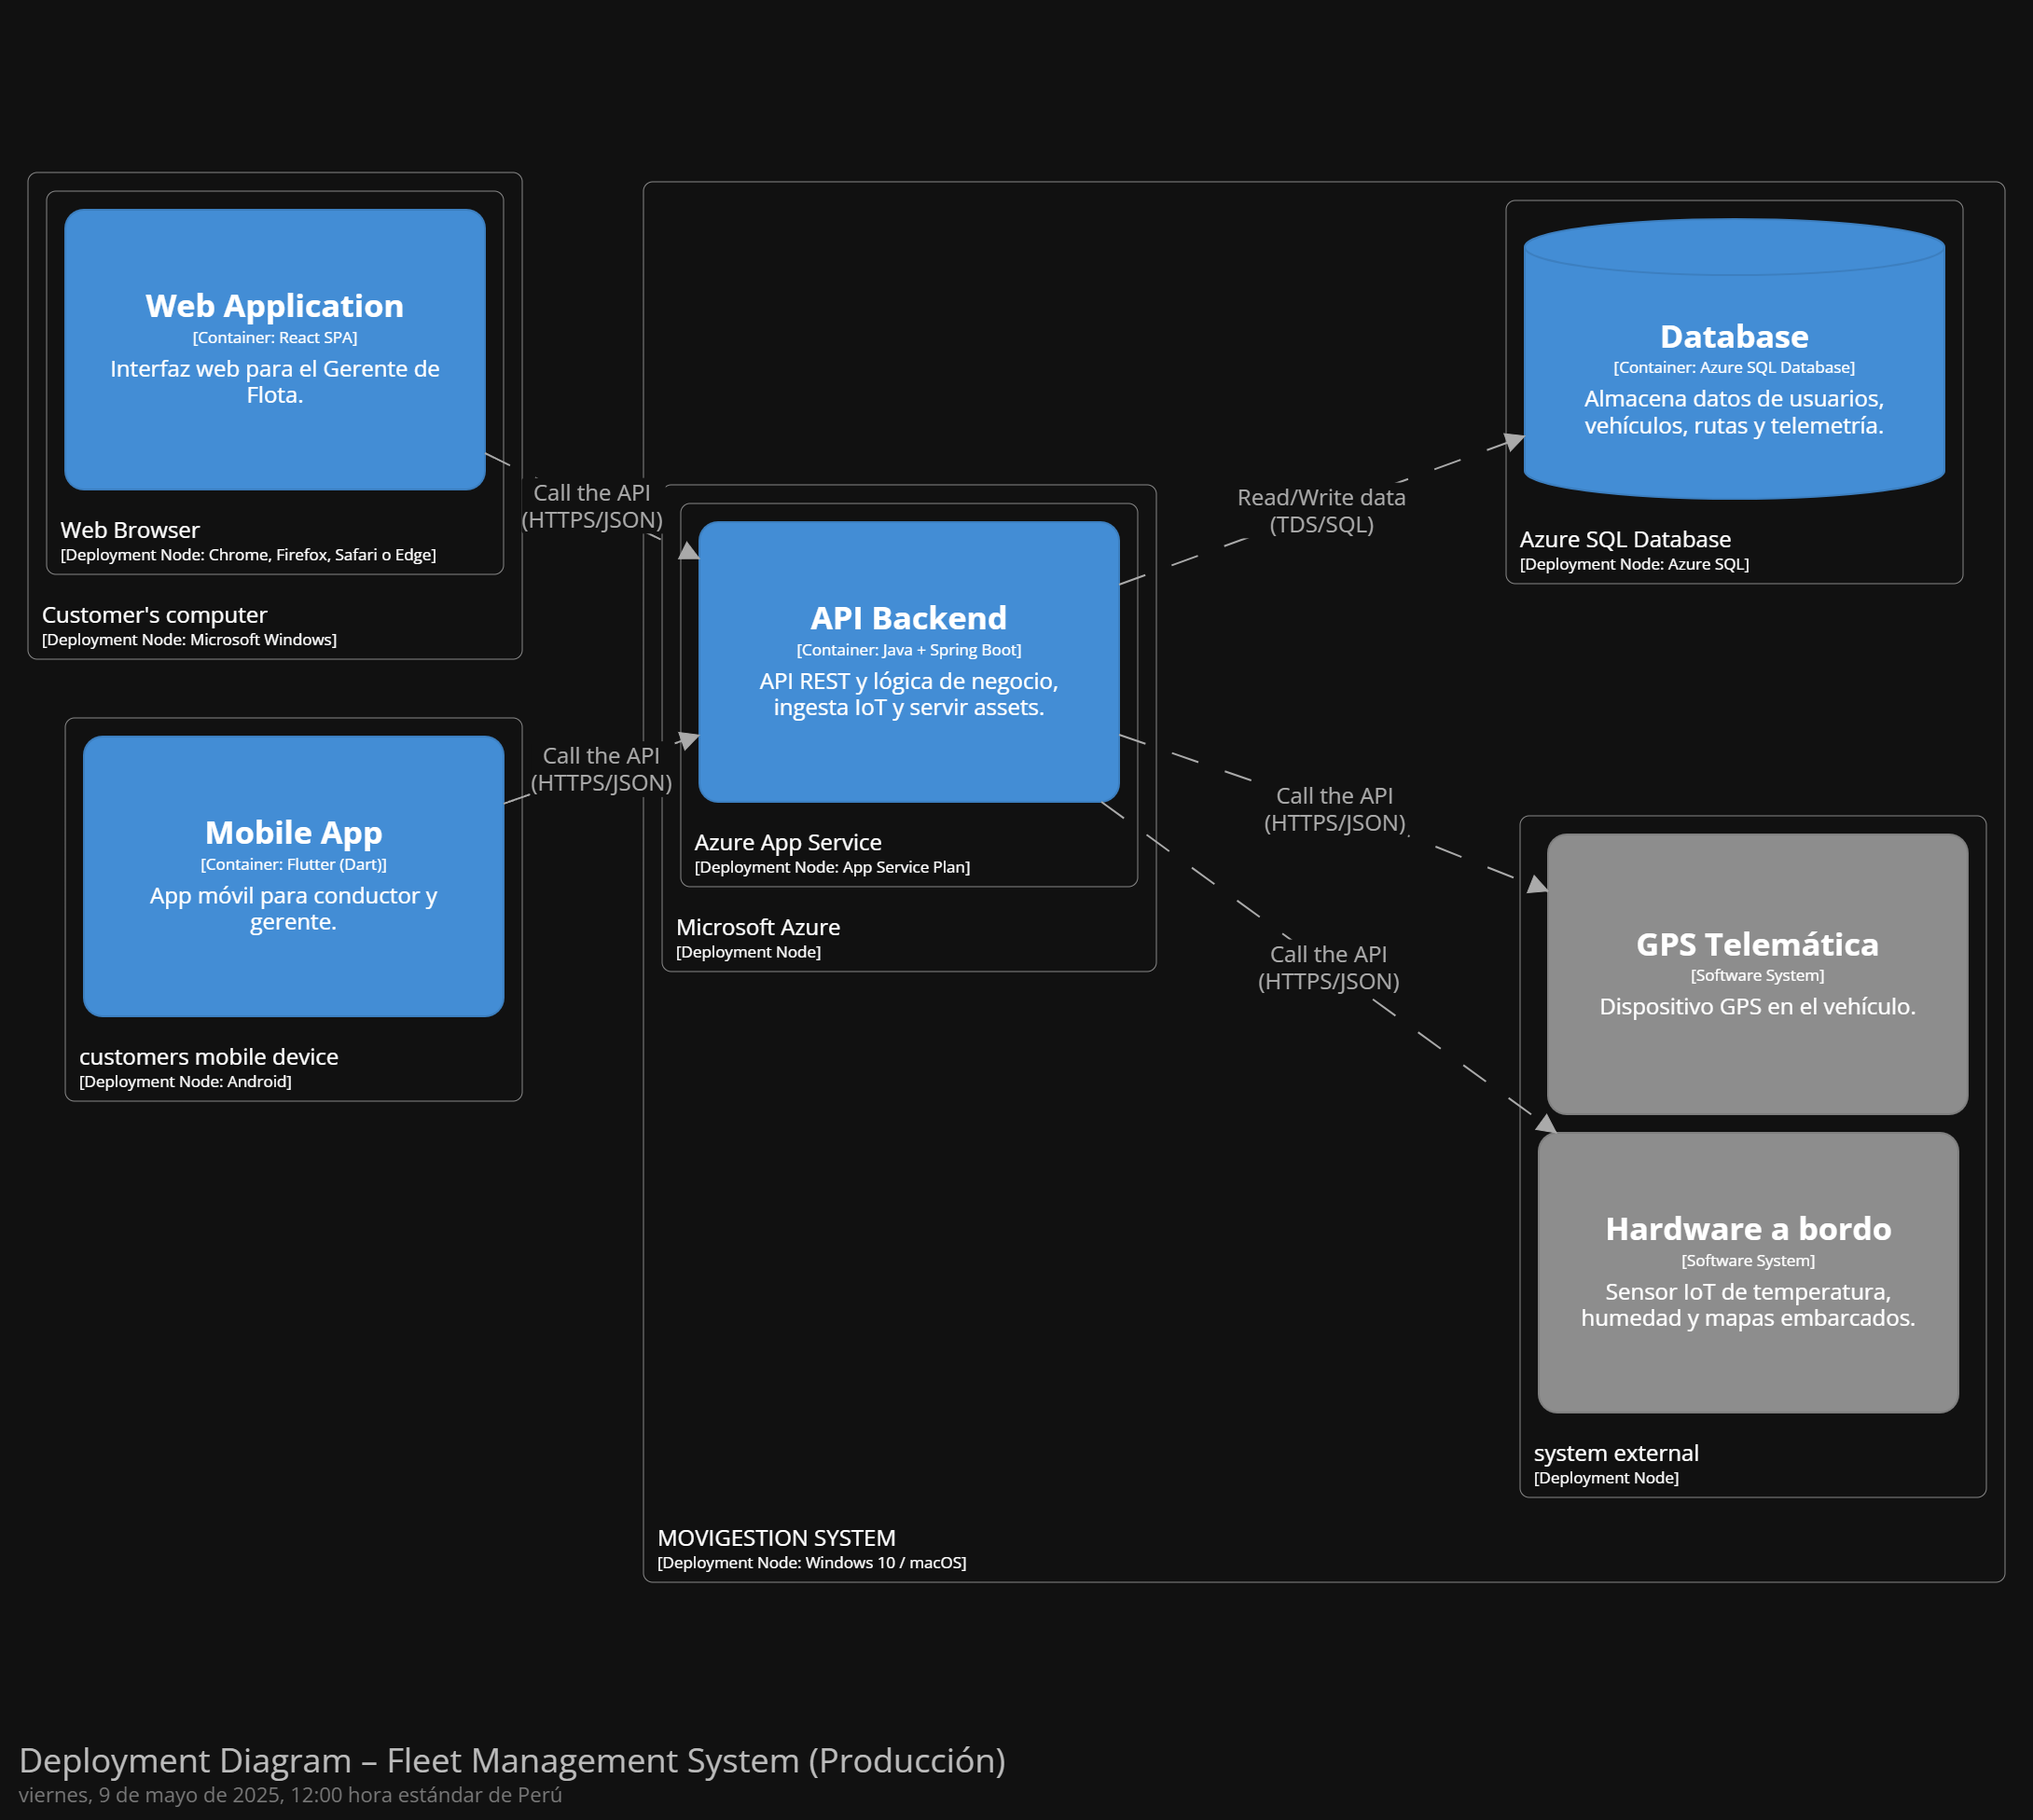 Web Application
[Container: React SPA]
Interfaz web para el Gerente de
Flota.
Web Browser
[Deployment Node: Chrome, Firefox, Safari o Edge]
Customer's computer
[Deployment Node: Microsoft Windows]
Call the API
(HTTPS/JSON)
Mobile App
[Container: Flutter (Dart)]
App móvil para conductor y
gerente.
customers mobile device
[Deployment Node: Android]
Call the API
(HTTPS/JSON)
API Backend
[Container: Java + Spring Boot]
API REST y lógica de negocio,
ingesta IoT y servir assets.
Azure App Service
[Deployment Node: App Service Plan]
Microsoft Azure
[Deployment Node]
Read/Write data
(TDS/SQL)
Database
[Container: Azure SQL Database]
Almacena datos de usuarios,
vehículos, rutas y telemetría.
Azure SQL Database
[Deployment Node: Azure SQL]
Call the API
(HTTPS/JSON)
Call the API
(HTTPS/JSON)
GPS Telemática
[Software System]
Dispositivo GPS en el vehículo.
Hardware a bordo
[Software System]
Sensor IoT de temperatura,
humedad y mapas embarcados.
system external
[Deployment Node]
MOVIGESTION SYSTEM
[Deployment Node: Windows 10 / macOS]
Deployment Diagram – Fleet Management System (Producción)
viernes, 9 de mayo de 2025, 12:00 hora estándar de Perú